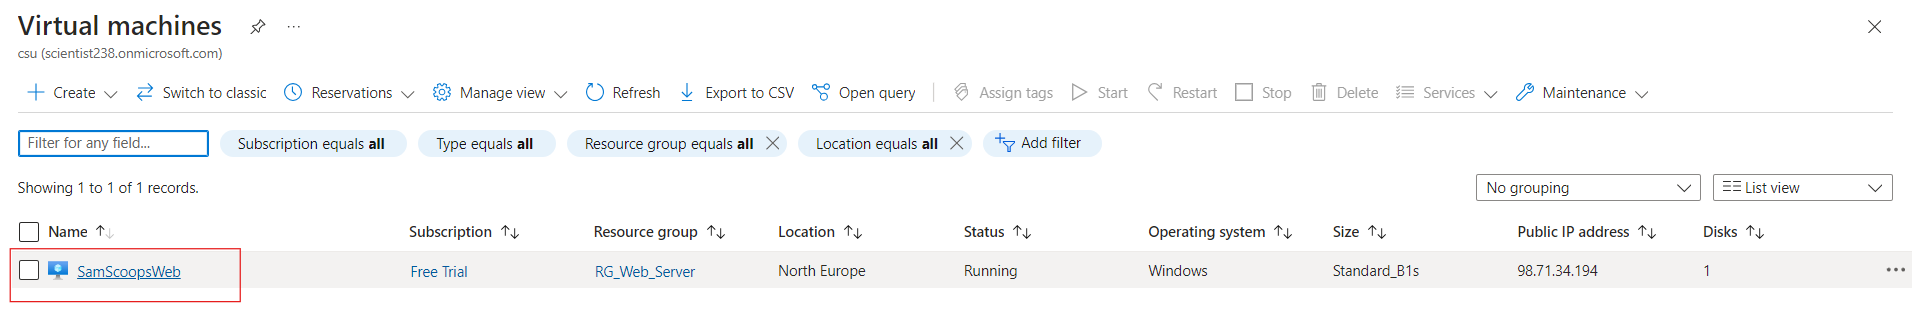 Virtual machines
csu (scientist238.onmicrosoft.com)
Create Switch to classic Reservations Manage view Refresh Export to CSV Open query Assign tags Start Restart Stop Delete Services Maintenance
Filter for any field... Subscription equals all Type equals all Resource group equals all Location equals all Add filter
Showing 1 to 1 of 1 records. No grouping List view
Name Subscription Resource group Location Status Operating system Size Public IP address Disks
SamScoopsWeb Free Trial RG_Web_Server North Europe Running Windows Standard_B1s 98.71.34.194 1